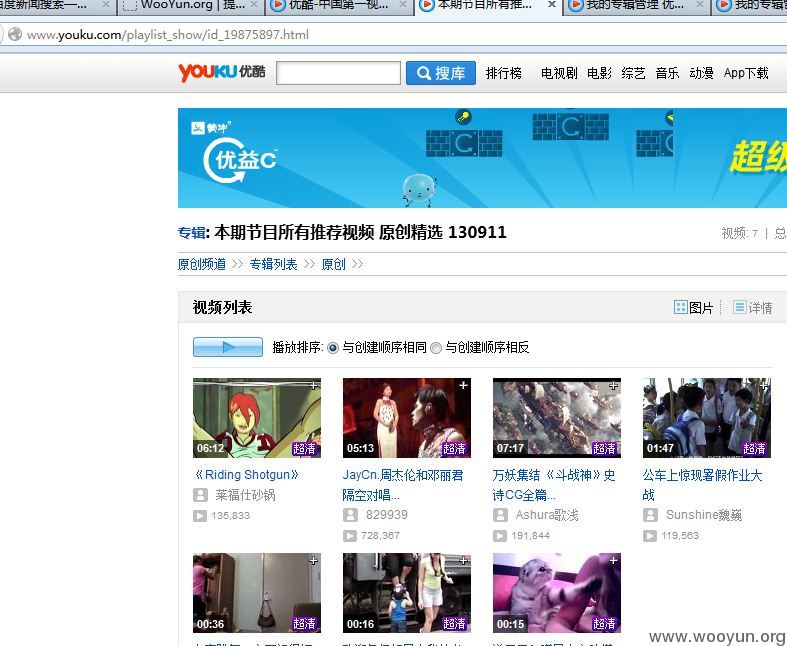 百度新闻搜索—...
WooYun.org | 提...
优酷-中国第一视...
本期节目所有推...
我的专辑管理 优...
我的专辑
www.youku.com/playlist_show/id_19875897.html
YOUKU 优酷
搜库
排行榜 电视剧 电影 综艺 音乐 动漫 App下载
蒙牛
优益C
超级
专辑: 本期节目所有推荐视频 原创精选 130911
视频: 7 | 总
原创频道 >> 专辑列表 >> 原创 >>
视频列表
图片 详情
播放排序: 与创建顺序相同 与创建顺序相反
06:12 超清
05:13 超清
07:17 超清
01:47 超清
《Riding Shotgun》
莱福仕砂锅
135,833
JayCn.周杰伦和邓丽君
隔空对唱...
829939
728,367
万妖集结《斗战神》史
诗CG全篇...
Ashura歌浅
191,844
公车上惊现暑假作业大
战
Sunshine魏巍
119,563
00:36 超清
00:16 超清
00:15 超清
www.wooyun.org